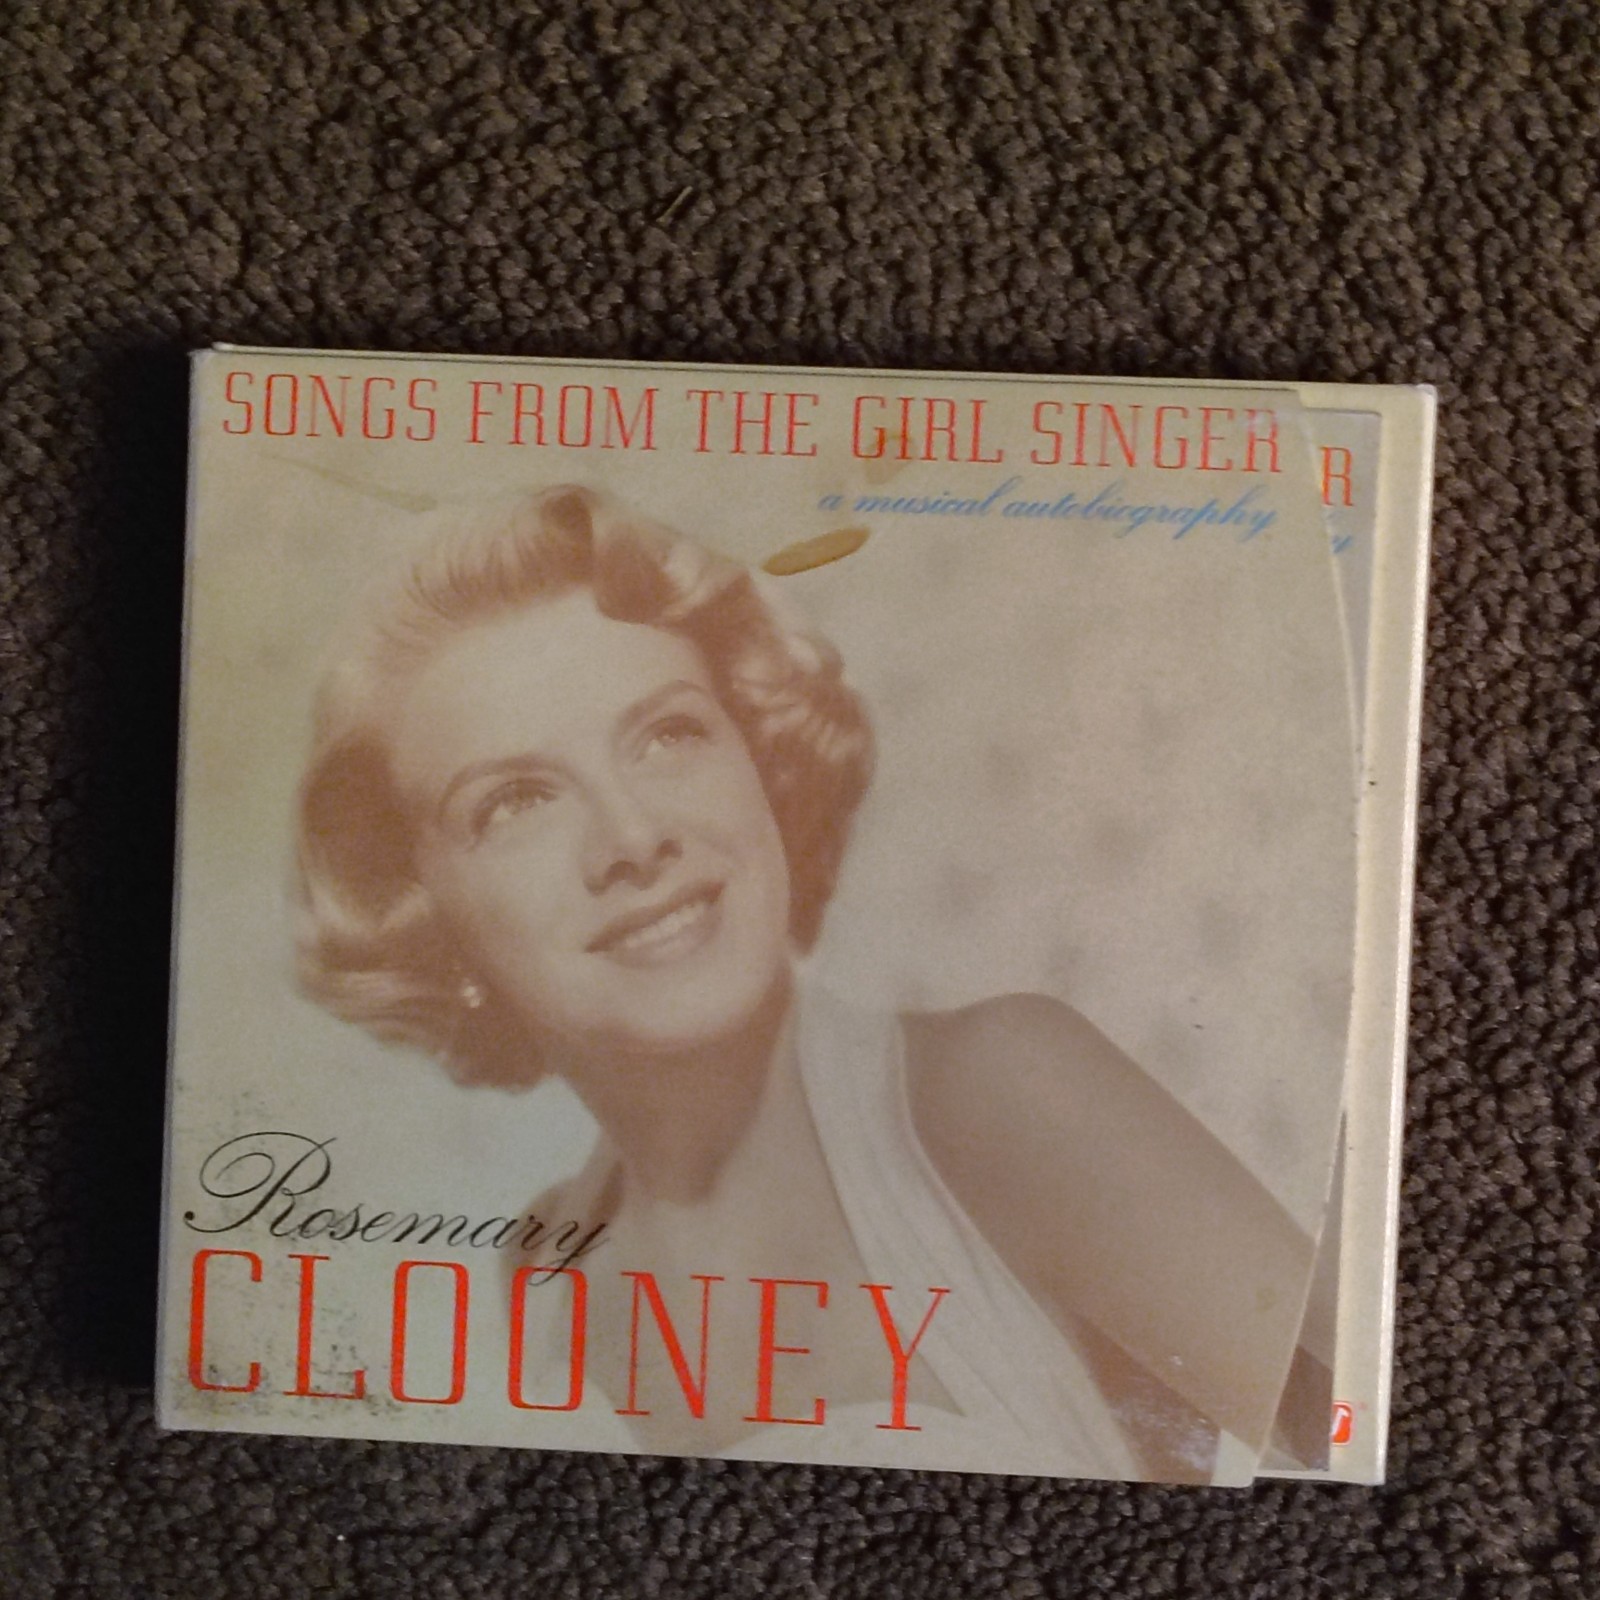 SONGS FROM THE GIRL SINGER
R
a musical autobiography
y
Rosemary
CLOONEY